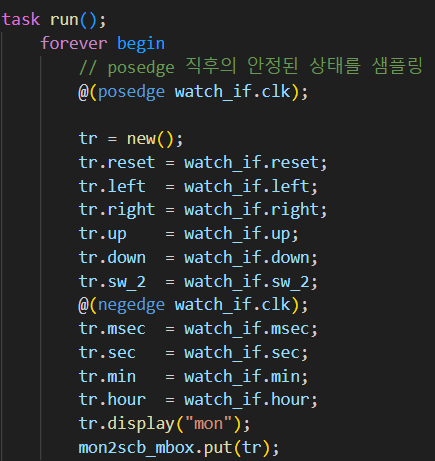 task run();
    forever begin
        // posedge 직후의 안정된 상태를 샘플링
        @(posedge watch_if.clk);

        tr = new();
        tr.reset = watch_if.reset;
        tr.left  = watch_if.left;
        tr.right = watch_if.right;
        tr.up    = watch_if.up;
        tr.down  = watch_if.down;
        tr.sw_2  = watch_if.sw_2;
        @(negedge watch_if.clk);
        tr.msec  = watch_if.msec;
        tr.sec   = watch_if.sec;
        tr.min   = watch_if.min;
        tr.hour  = watch_if.hour;
        tr.display("mon");
        mon2scb_mbox.put(tr);